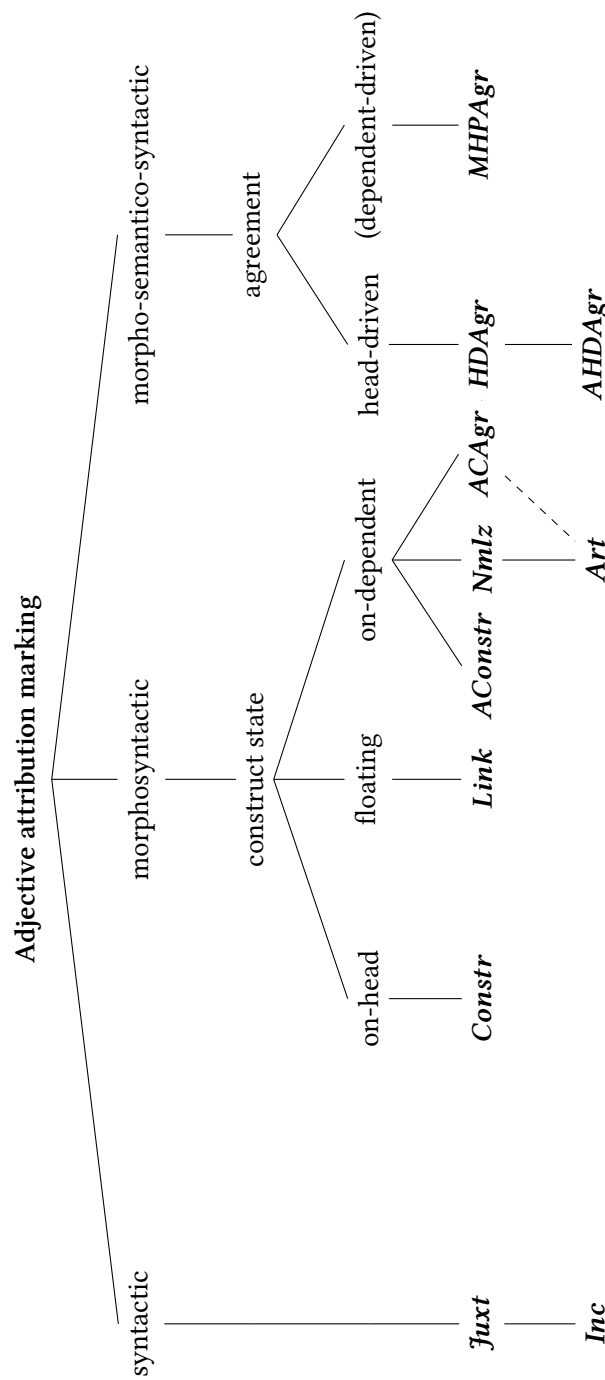 Adjective attribution marking
syntactic morphosyntactic morpho-semantico-syntactic
construct state agreement
on-head floating on-dependent head-driven (dependent-driven)
Juxt Constr Link AConstr Nmlz ACAgr HDAgr MHPAgr
Inc Art AHDAgr